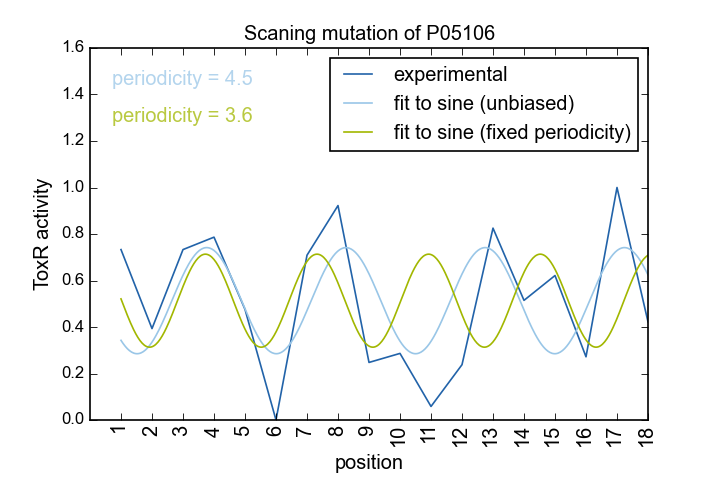 Scaning mutation of P05106
periodicity = 4.5
periodicity = 3.6
experimental
fit to sine (unbiased)
fit to sine (fixed periodicity)
ToxR activity
1.6
1.4
1.2
1.0
0.8
0.6
0.4
0.2
0.0
1 2 3 4 5 6 7 8 9 10 11 12 13 14 15 16 17 18
position